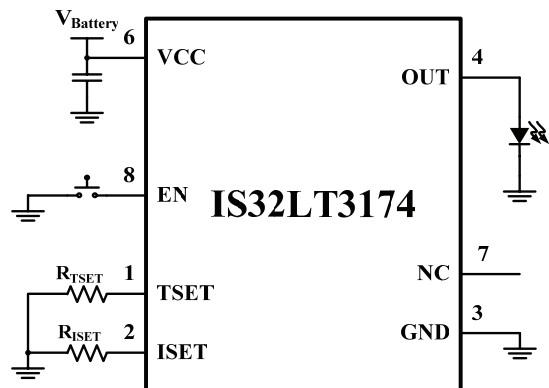 VBattery
6
VCC
4
OUT
8
EN
IS32LT3174
7
NC
RTSET
1
TSET
3
GND
RISET
2
ISET